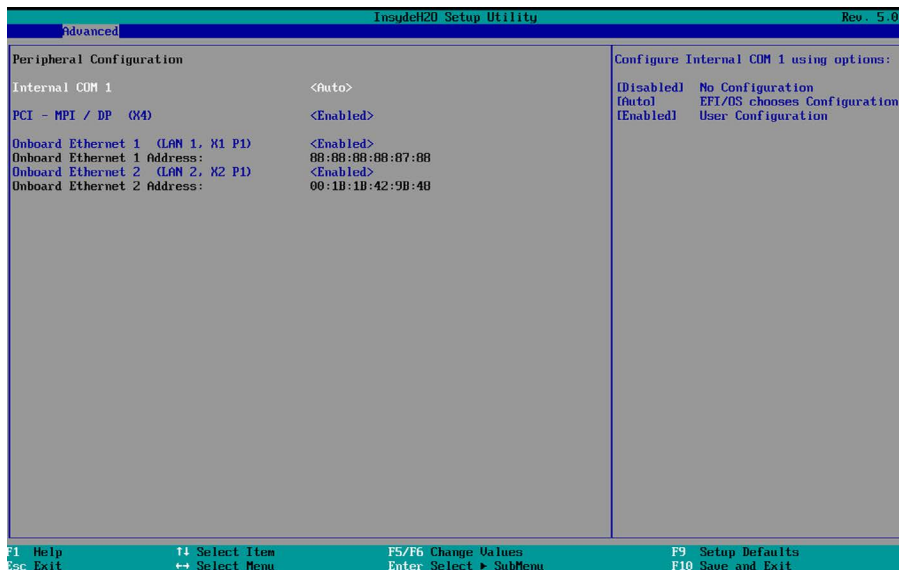 InsydeH2O Setup Utility Rev. 5.0
Advanced
Peripheral Configuration
Internal COM 1 <Auto>
PCI - MPI / DP (X4) <Enabled>
Onboard Ethernet 1 (LAN 1, X1 P1) <Enabled>
Onboard Ethernet 1 Address: 88:88:88:88:87:88
Onboard Ethernet 2 (LAN 2, X2 P1) <Enabled>
Onboard Ethernet 2 Address: 00:1B:1B:42:9B:48
Configure Internal COM 1 using options:
[Disabled] No Configuration
[Auto] EFI/OS chooses Configuration
[Enabled] User Configuration
F1 Help ↑↓ Select Item F5/F6 Change Values F9 Setup Defaults
Esc Exit ↔ Select Menu Enter Select ▶ SubMenu F10 Save and Exit